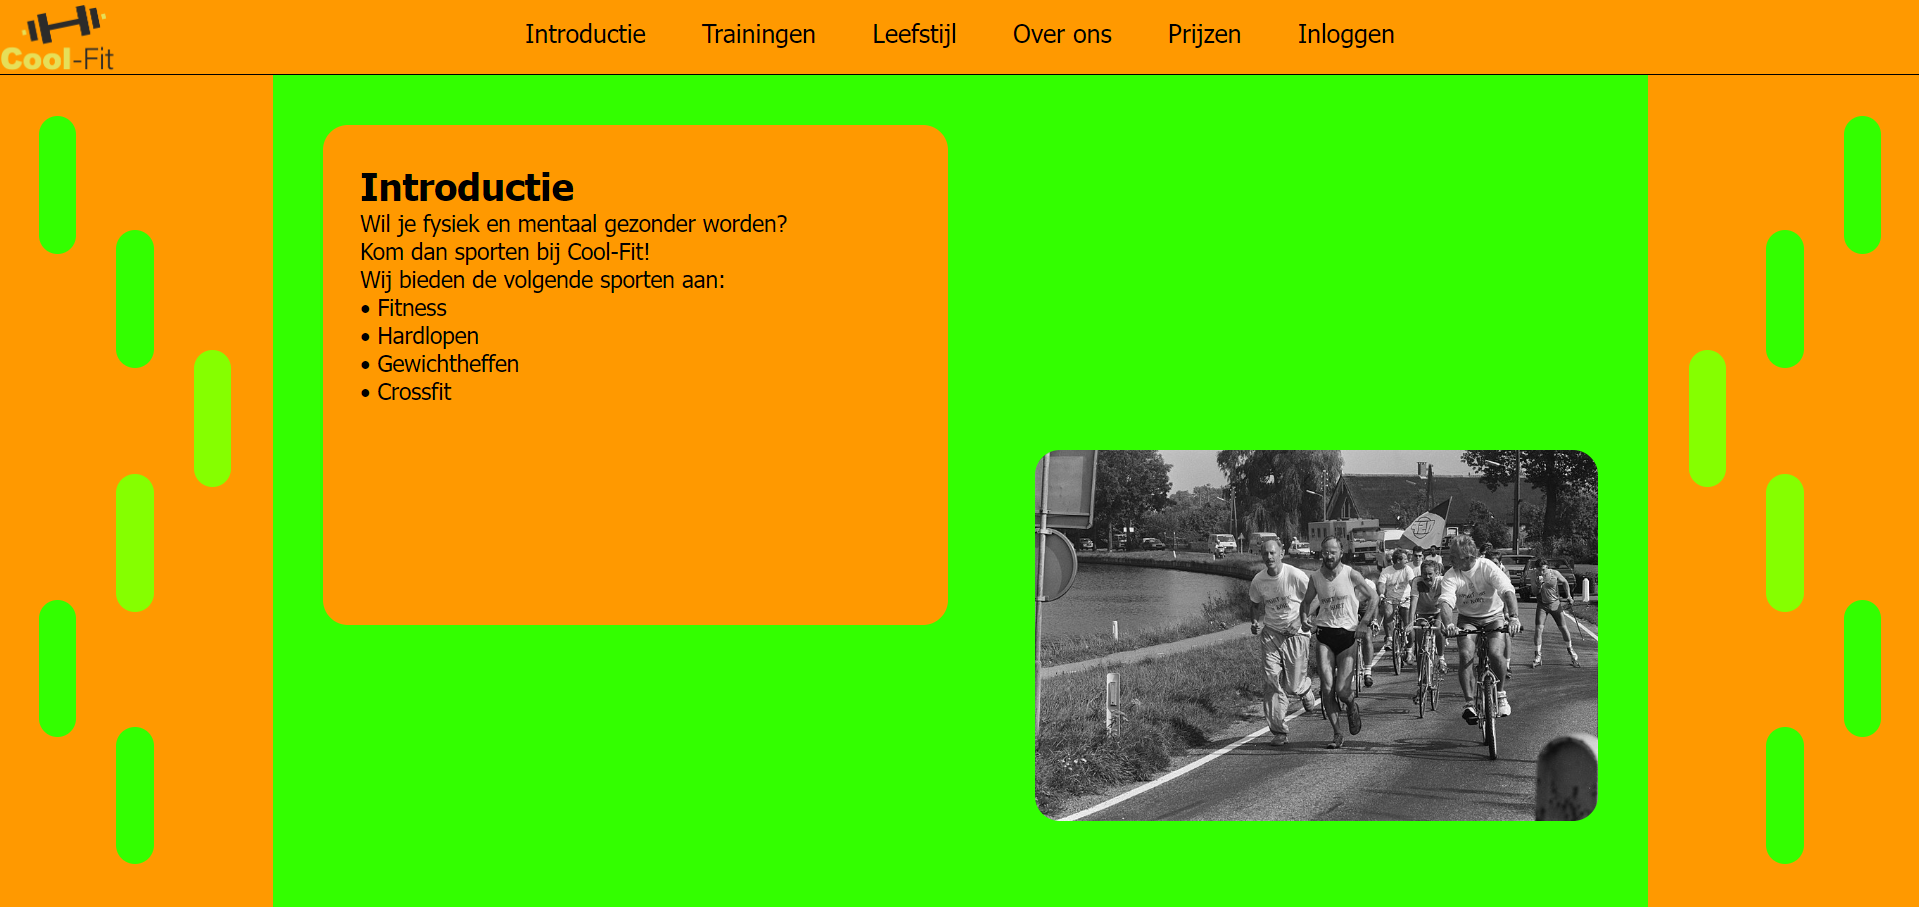 Cool-Fit
Introductie Trainingen Leefstijl Over ons Prijzen Inloggen
Introductie
Wil je fysiek en mentaal gezonder worden?
Kom dan sporten bij Cool-Fit!
Wij bieden de volgende sporten aan:
• Fitness
• Hardlopen
• Gewichtheffen
• Crossfit